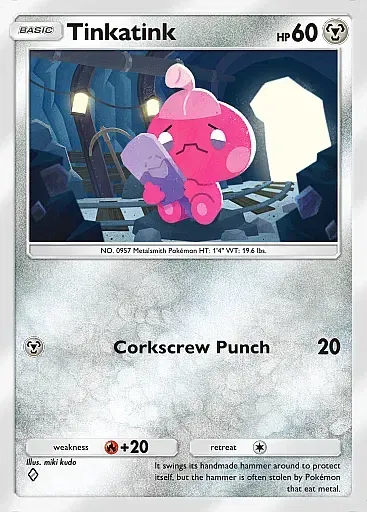 BASIC Tinkatink HP 60
NO. 0957 Metalsmith Pokémon HT: 1'4" WT: 19.6 lbs.
Corkscrew Punch 20
weakness +20 retreat
Illus. miki kudo
It swings its handmade hammer around to protect
itself, but the hammer is often stolen by Pokémon
that eat metal.